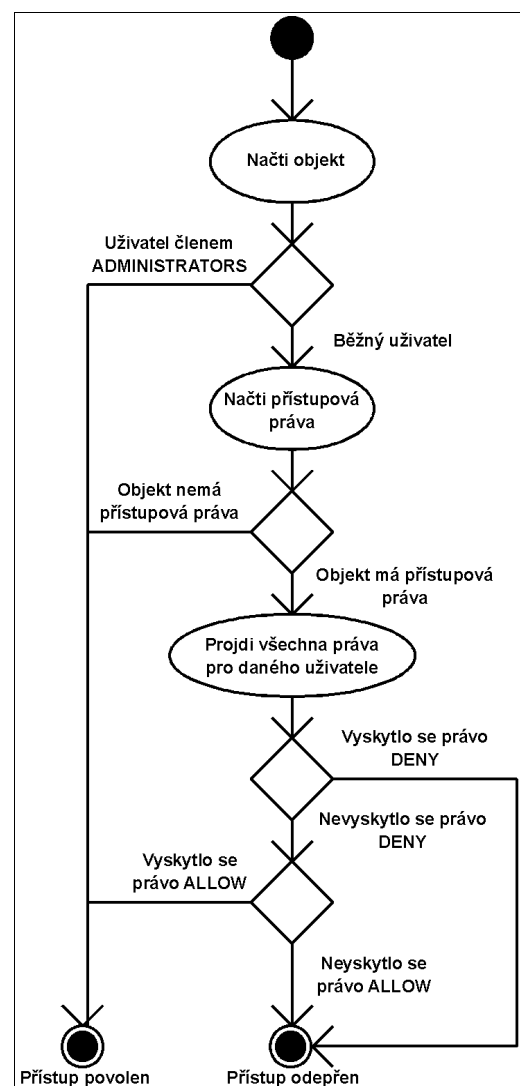 Načti objekt
Uživatel členem
ADMINISTRATORS
Běžný uživatel
Načti přístupová
práva
Objekt nemá
přístupová práva
Objekt má přístupová
práva
Projdi všechna práva
pro daného uživatele
Vyskytlo se právo
DENY
Nevyskytlo se právo
DENY
Vyskytlo se
právo ALLOW
Neyskytlo se
právo ALLOW
Přístup povolen
Přístup odepřen